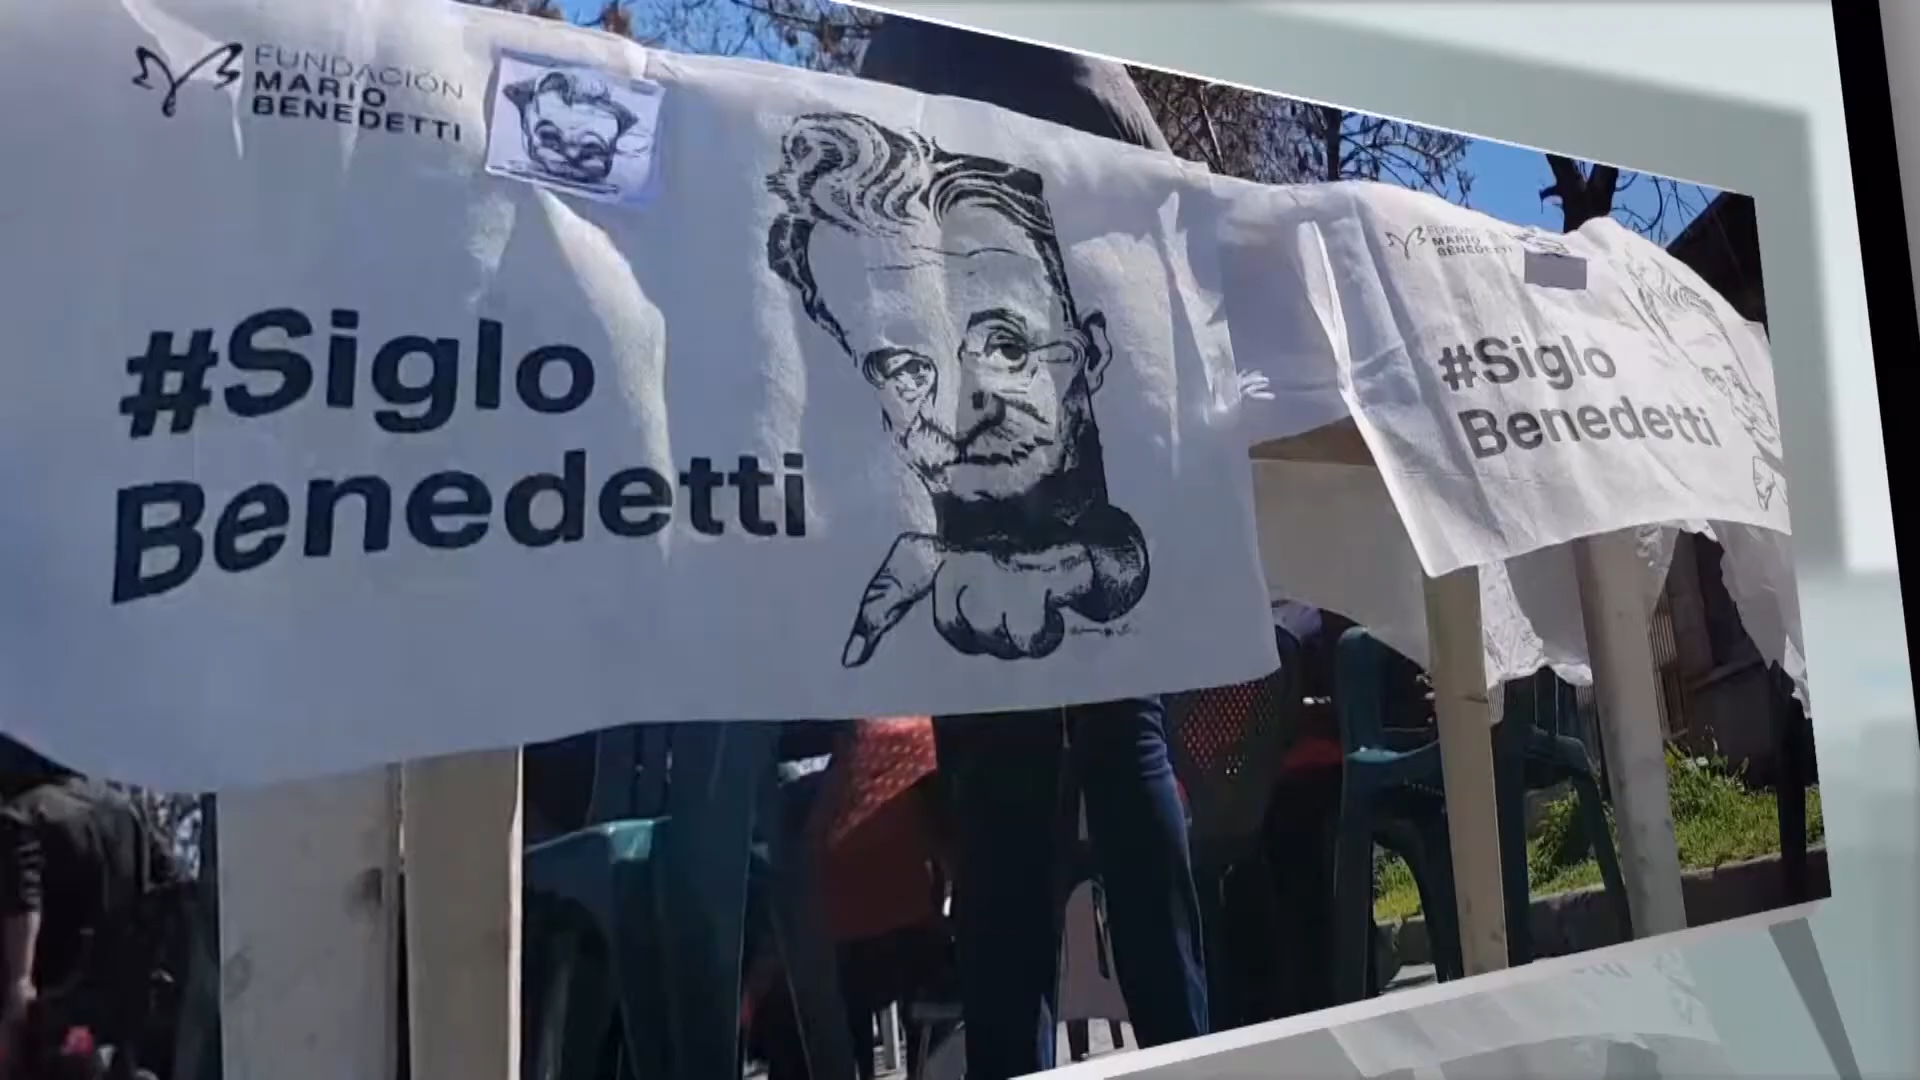 FUNDACIÓN
MARIO
BENEDETTI
#Siglo
Benedetti
MARIO
BENEDETTI
#Siglo
Benedetti